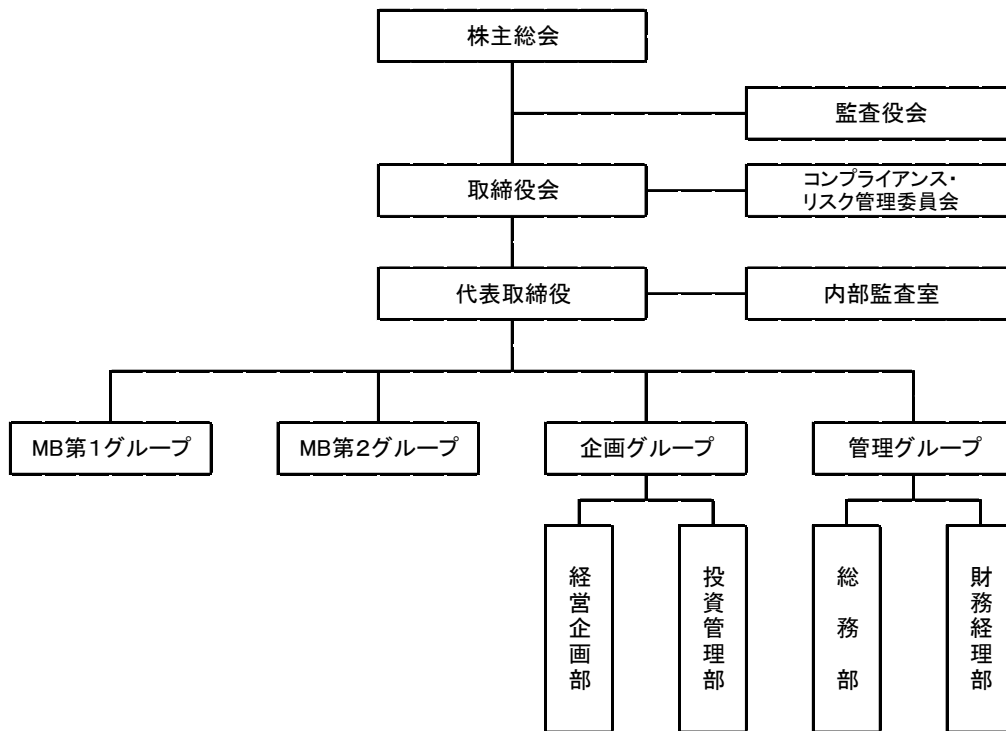 株主総会
監査役会
取締役会
コンプライアンス・
リスク管理委員会
代表取締役
内部監査室
MB第1グループ
MB第2グループ
企画グループ
管理グループ
経営企画部
投資管理部
総務部
財務経理部